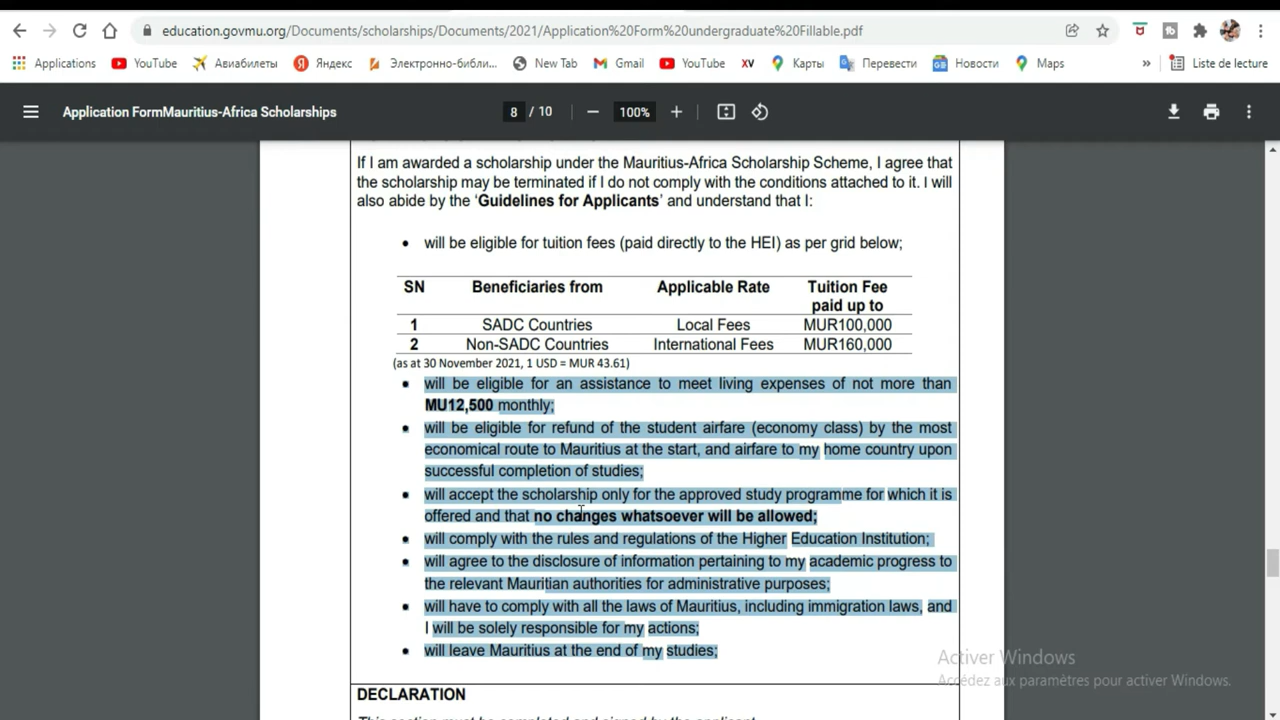 education.govmu.org/Documents/scholarships/Documents/2021/Application%20Form%20undergraduate%20Fillable.pdf
Applications YouTube Авиабилеты Яндекс Электронно-библи... New Tab Gmail YouTube XV Карты Перевести Новости Maps » Liste de lecture
Application FormMauritius-Africa Scholarships 8 / 10 100%
If I am awarded a scholarship under the Mauritius-Africa Scholarship Scheme, I agree that
the scholarship may be terminated if I do not comply with the conditions attached to it. I will
also abide by the 'Guidelines for Applicants' and understand that I:
• will be eligible for tuition fees (paid directly to the HEI) as per grid below;
SN Beneficiaries from Applicable Rate Tuition Fee
paid up to
1 SADC Countries Local Fees MUR100,000
2 Non-SADC Countries International Fees MUR160,000
(as at 30 November 2021, 1 USD = MUR 43.61)
• will be eligible for an assistance to meet living expenses of not more than
MU12,500 monthly;
• will be eligible for refund of the student airfare (economy class) by the most
economical route to Mauritius at the start, and airfare to my home country upon
successful completion of studies;
• will accept the scholarship only for the approved study programme for which it is
offered and that no changes whatsoever will be allowed;
• will comply with the rules and regulations of the Higher Education Institution;
• will agree to the disclosure of information pertaining to my academic progress to
the relevant Mauritian authorities for administrative purposes;
• will have to comply with all the laws of Mauritius, including immigration laws, and
I will be solely responsible for my actions;
• will leave Mauritius at the end of my studies;
Activer Windows
Accédez aux paramètres pour activer Windows.
DECLARATION
This section must be completed and signed by the applicant